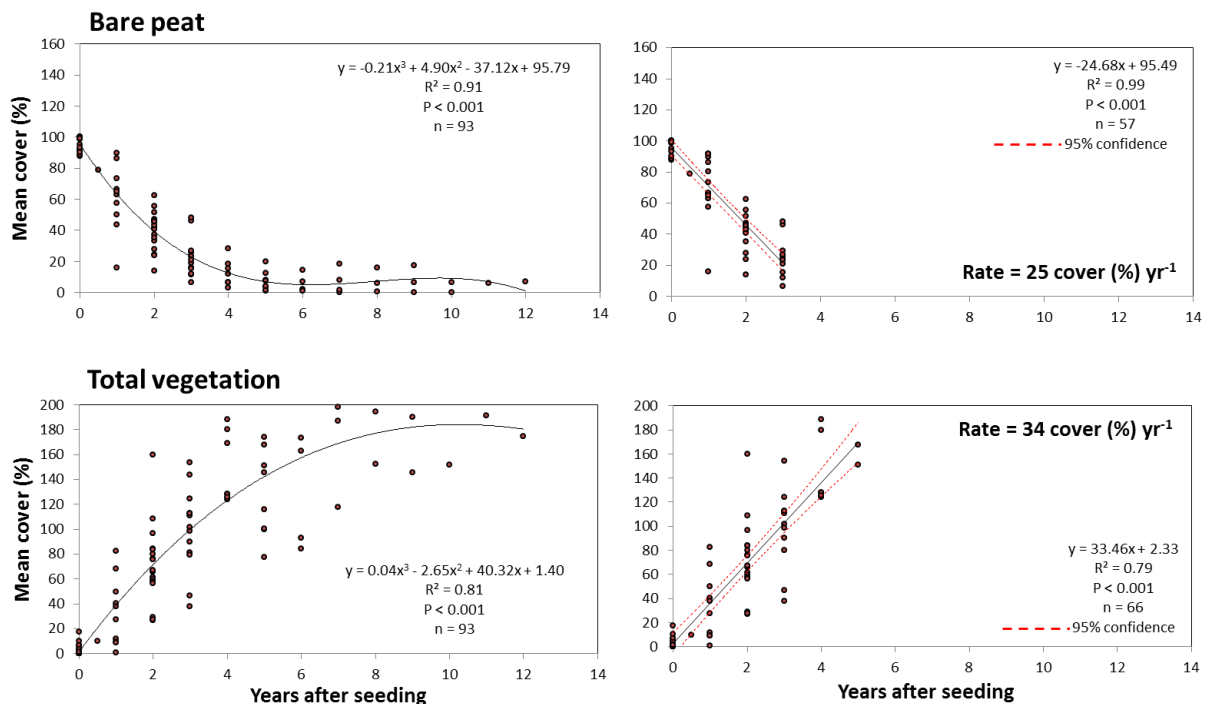 Bare peat
Mean cover (%)
160
140
120
100
80
60
40
20
0
y = -0.21x³ + 4.90x² - 37.12x + 95.79
R² = 0.91
P < 0.001
n = 93
0 2 4 6 8 10 12 14
160
140
120
100
80
60
40
20
0
y = -24.68x + 95.49
R² = 0.99
P < 0.001
n = 57
95% confidence
Rate = 25 cover (%) yr⁻¹
0 2 4 6 8 10 12 14
Total vegetation
Mean cover (%)
200
180
160
140
120
100
80
60
40
20
0
y = 0.04x³ - 2.65x² + 40.32x + 1.40
R² = 0.81
P < 0.001
n = 93
0 2 4 6 8 10 12 14
Years after seeding
200
180
160
140
120
100
80
60
40
20
0
Rate = 34 cover (%) yr⁻¹
y = 33.46x + 2.33
R² = 0.79
P < 0.001
n = 66
95% confidence
0 2 4 6 8 10 12 14
Years after seeding